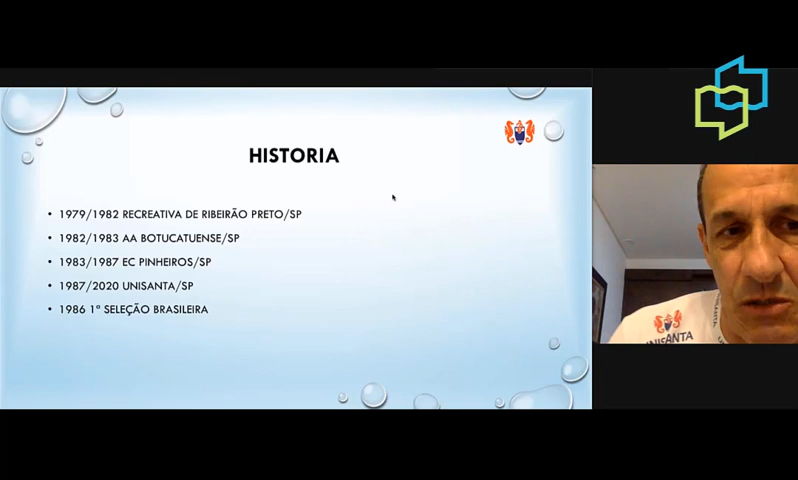 HISTORIA
• 1979/1982 RECREATIVA DE RIBEIRÃO PRETO/SP
• 1982/1983 AA BOTUCATUENSE/SP
• 1983/1987 EC PINHEIROS/SP
• 1987/2020 UNISANTA/SP
• 1986 1ª SELEÇÃO BRASILEIRA
UNISANTA